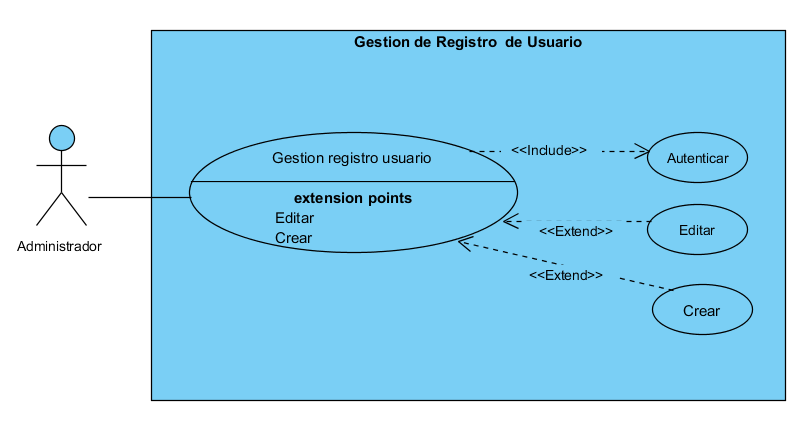 Gestion de Registro  de Usuario
Gestion registro usuario
<<Include>>
Autenticar
extension points
Editar
Crear
<<Extend>>
Editar
<<Extend>>
Crear
Administrador